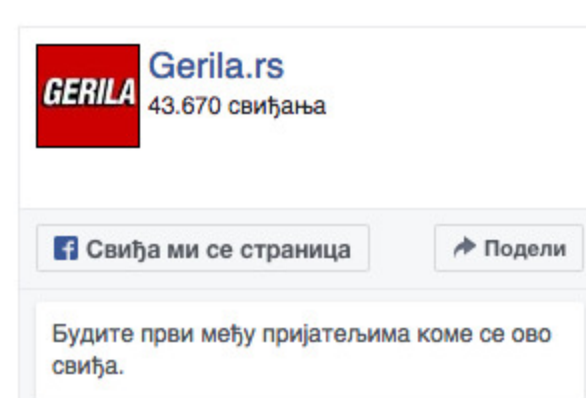 GERILA
Gerila.rs
43.670 свиђања
Свиђа ми се страница
Подели
Будите први међу пријатељима коме се ово
свиђа.